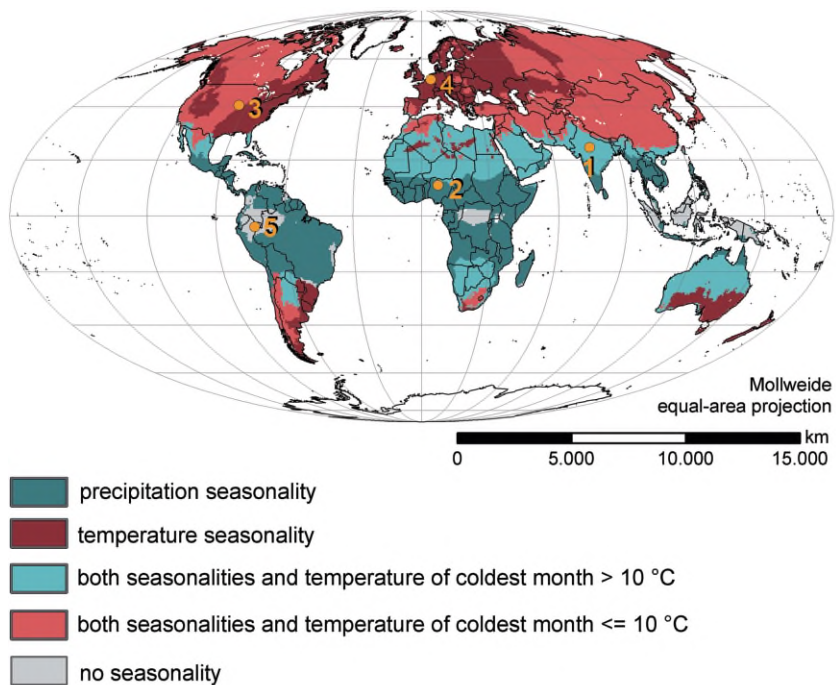 4
3
1
2
5
Mollweide
equal-area projection
km
0 5.000 10.000 15.000
precipitation seasonality
temperature seasonality
both seasonalities and temperature of coldest month > 10 °C
both seasonalities and temperature of coldest month <= 10 °C
no seasonality